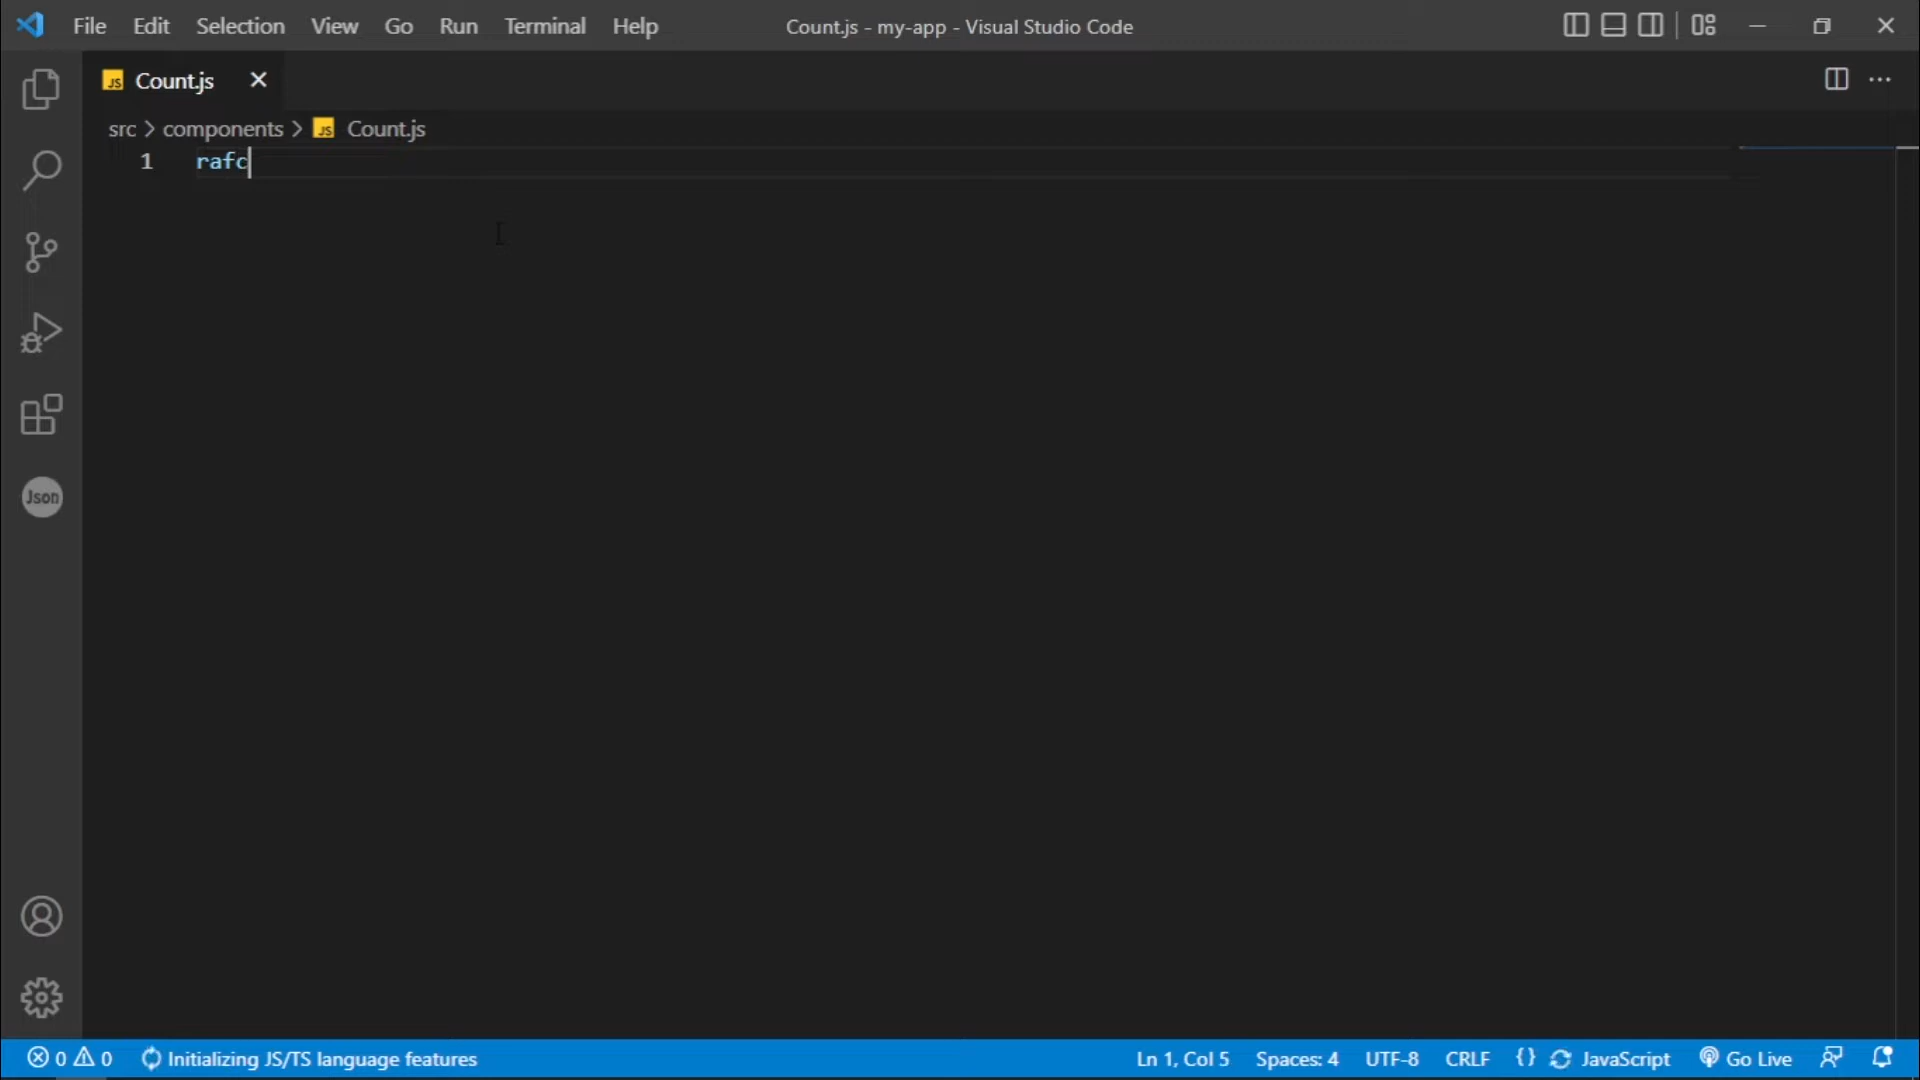 File Edit Selection View Go Run Terminal Help
Count.js - my-app - Visual Studio Code
JS Count.js
src > components > JS Count.js
1 rafc
Json
0 0 Initializing JS/TS language features
Ln 1, Col 5 Spaces: 4 UTF-8 CRLF {} JavaScript Go Live